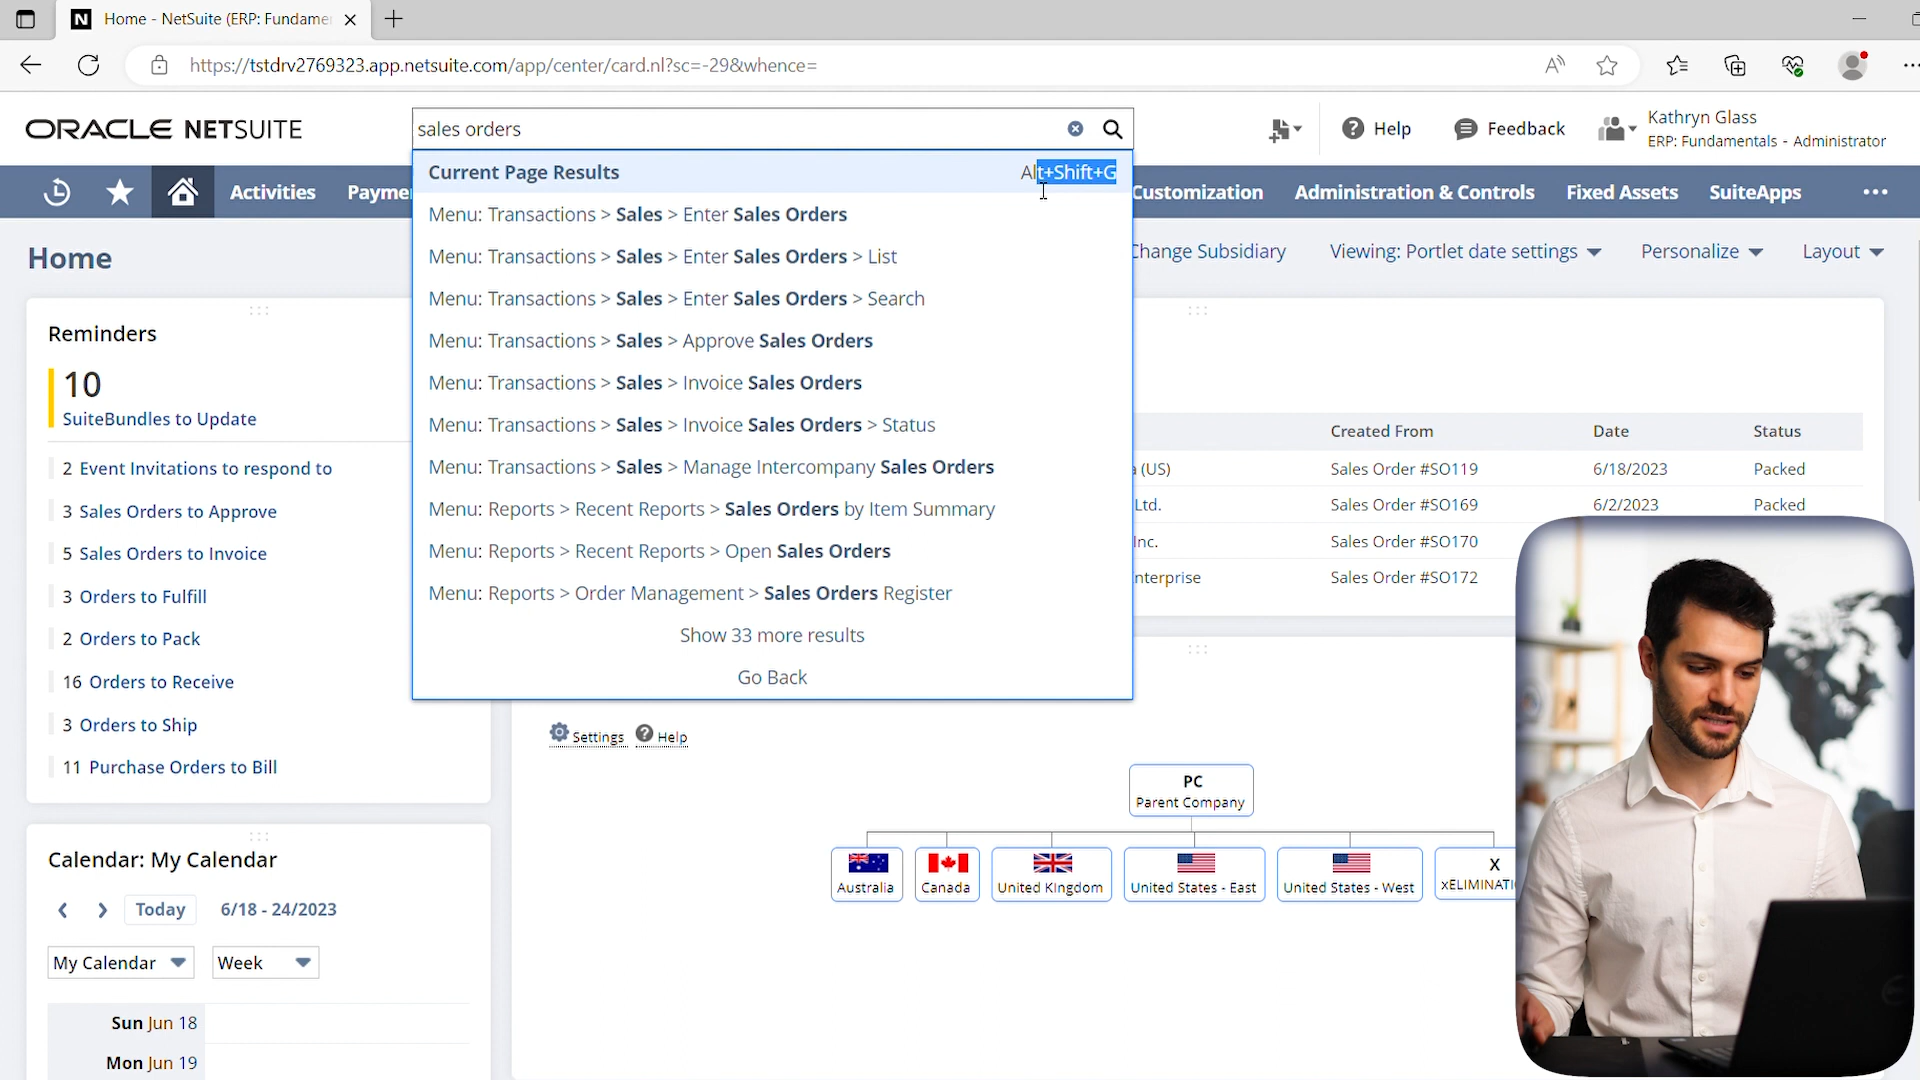 Home - NetSuite (ERP: Fundame
https://tstdrv2769323.app.netsuite.com/app/center/card.nl?sc=-29&whence=
ORACLE NETSUITE
sales orders
Help
Feedback
Kathryn Glass
ERP: Fundamentals - Administrator
Activities
Payme
Customization
Administration & Controls
Fixed Assets
SuiteApps
Current Page Results
Alt+Shift+G
Menu: Transactions > Sales > Enter Sales Orders
Menu: Transactions > Sales > Enter Sales Orders > List
Menu: Transactions > Sales > Enter Sales Orders > Search
Menu: Transactions > Sales > Approve Sales Orders
Menu: Transactions > Sales > Invoice Sales Orders
Menu: Transactions > Sales > Invoice Sales Orders > Status
Menu: Transactions > Sales > Manage Intercompany Sales Orders
Menu: Reports > Recent Reports > Sales Orders by Item Summary
Menu: Reports > Recent Reports > Open Sales Orders
Menu: Reports > Order Management > Sales Orders Register
Show 33 more results
Go Back
Home
Change Subsidiary
Viewing: Portlet date settings
Personalize
Layout
Reminders
10
SuiteBundles to Update
2 Event Invitations to respond to
3 Sales Orders to Approve
5 Sales Orders to Invoice
3 Orders to Fulfill
2 Orders to Pack
16 Orders to Receive
3 Orders to Ship
11 Purchase Orders to Bill
Created From Date Status
(US) Sales Order #SO119 6/18/2023 Packed
Ltd. Sales Order #SO169 6/2/2023 Packed
Inc. Sales Order #SO170
nterprise Sales Order #SO172
Settings
Help
PC
Parent Company
Australia
Canada
United Kingdom
United States - East
United States - West
X
xELIMINATI
Calendar: My Calendar
Today
6/18 - 24/2023
My Calendar
Week
Sun Jun 18
Mon Jun 19